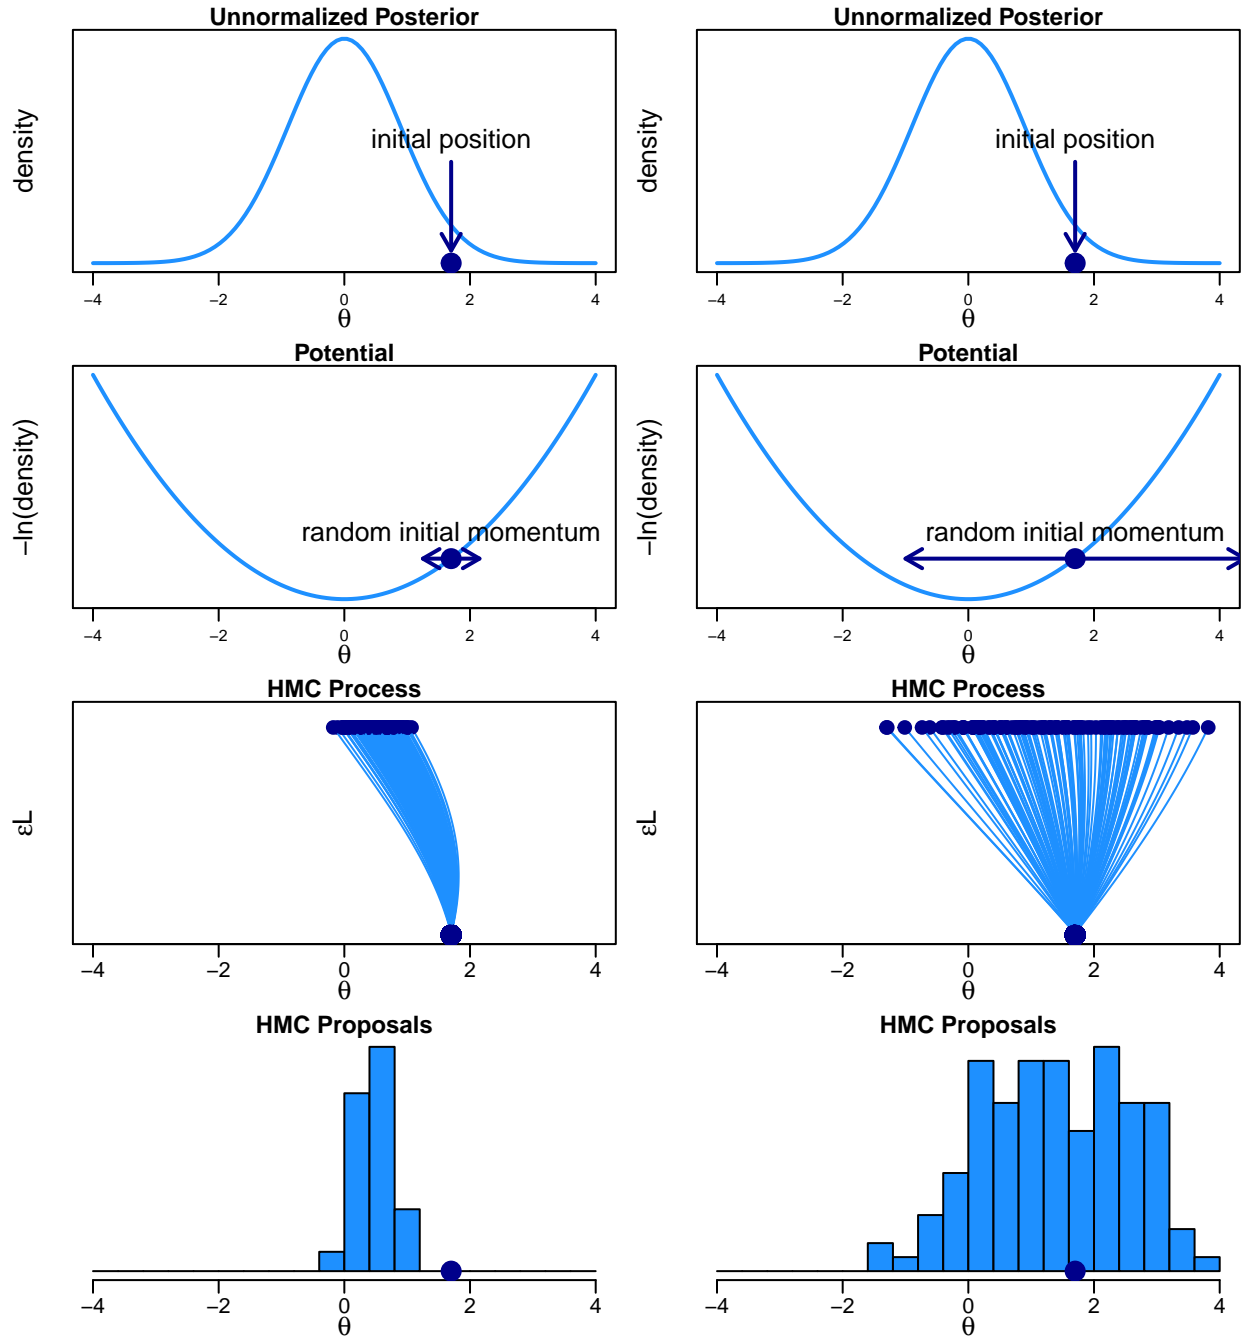 Unnormalized Posterior
density
initial position
−4 −2 0 2 4
θ
Unnormalized Posterior
density
initial position
−4 −2 0 2 4
θ
Potential
−ln(density)
random initial momentum
−4 −2 0 2 4
θ
Potential
−ln(density)
random initial momentum
−4 −2 0 2 4
θ
HMC Process
εL
−4 −2 0 2 4
θ
HMC Process
εL
−4 −2 0 2 4
θ
HMC Proposals
−4 −2 0 2 4
θ
HMC Proposals
−4 −2 0 2 4
θ